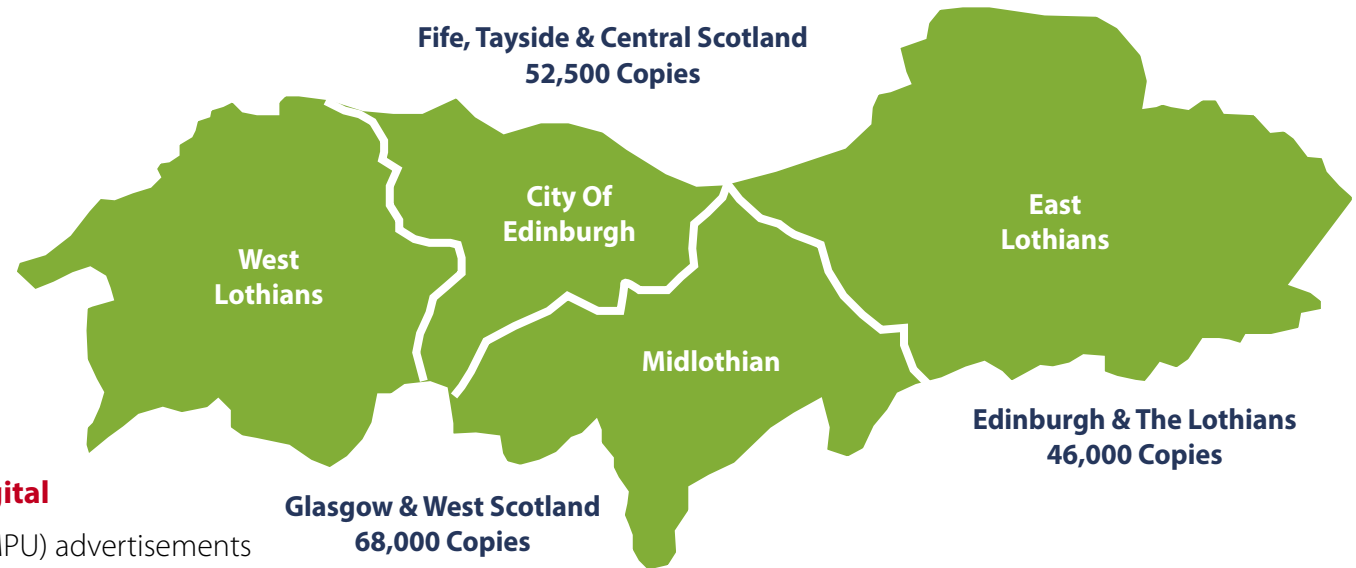 Fife, Tayside & Central Scotland
52,500 Copies
City Of
Edinburgh
East
Lothians
West
Lothians
Midlothian
Edinburgh & The Lothians
46,000 Copies
Glasgow & West Scotland
68,000 Copies
advertisements